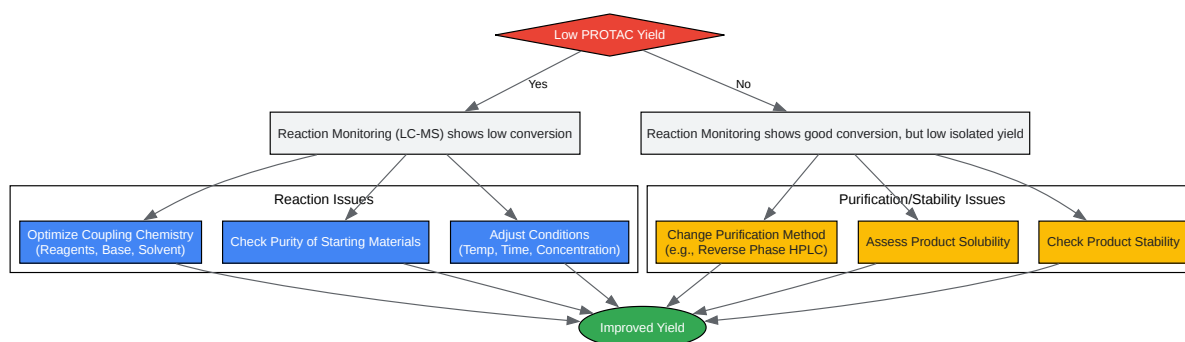 Low PROTAC Yield
Yes
No
Reaction Monitoring (LC-MS) shows low conversion
Reaction Monitoring shows good conversion, but low isolated yield
Reaction Issues
Purification/Stability Issues
Optimize Coupling Chemistry
(Reagents, Base, Solvent)
Check Purity of Starting Materials
Adjust Conditions
(Temp, Time, Concentration)
Change Purification Method
(e.g., Reverse Phase HPLC)
Assess Product Solubility
Check Product Stability
Improved Yield